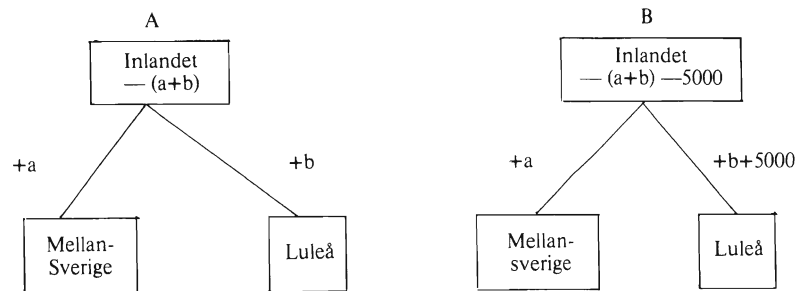 A
Inlandet
— (a+b)
+a
+b
Mellan-
Sverige
Luleå
B
Inlandet
— (a+b) —5000
+a
+b+5000
Mellan-
sverige
Luleå